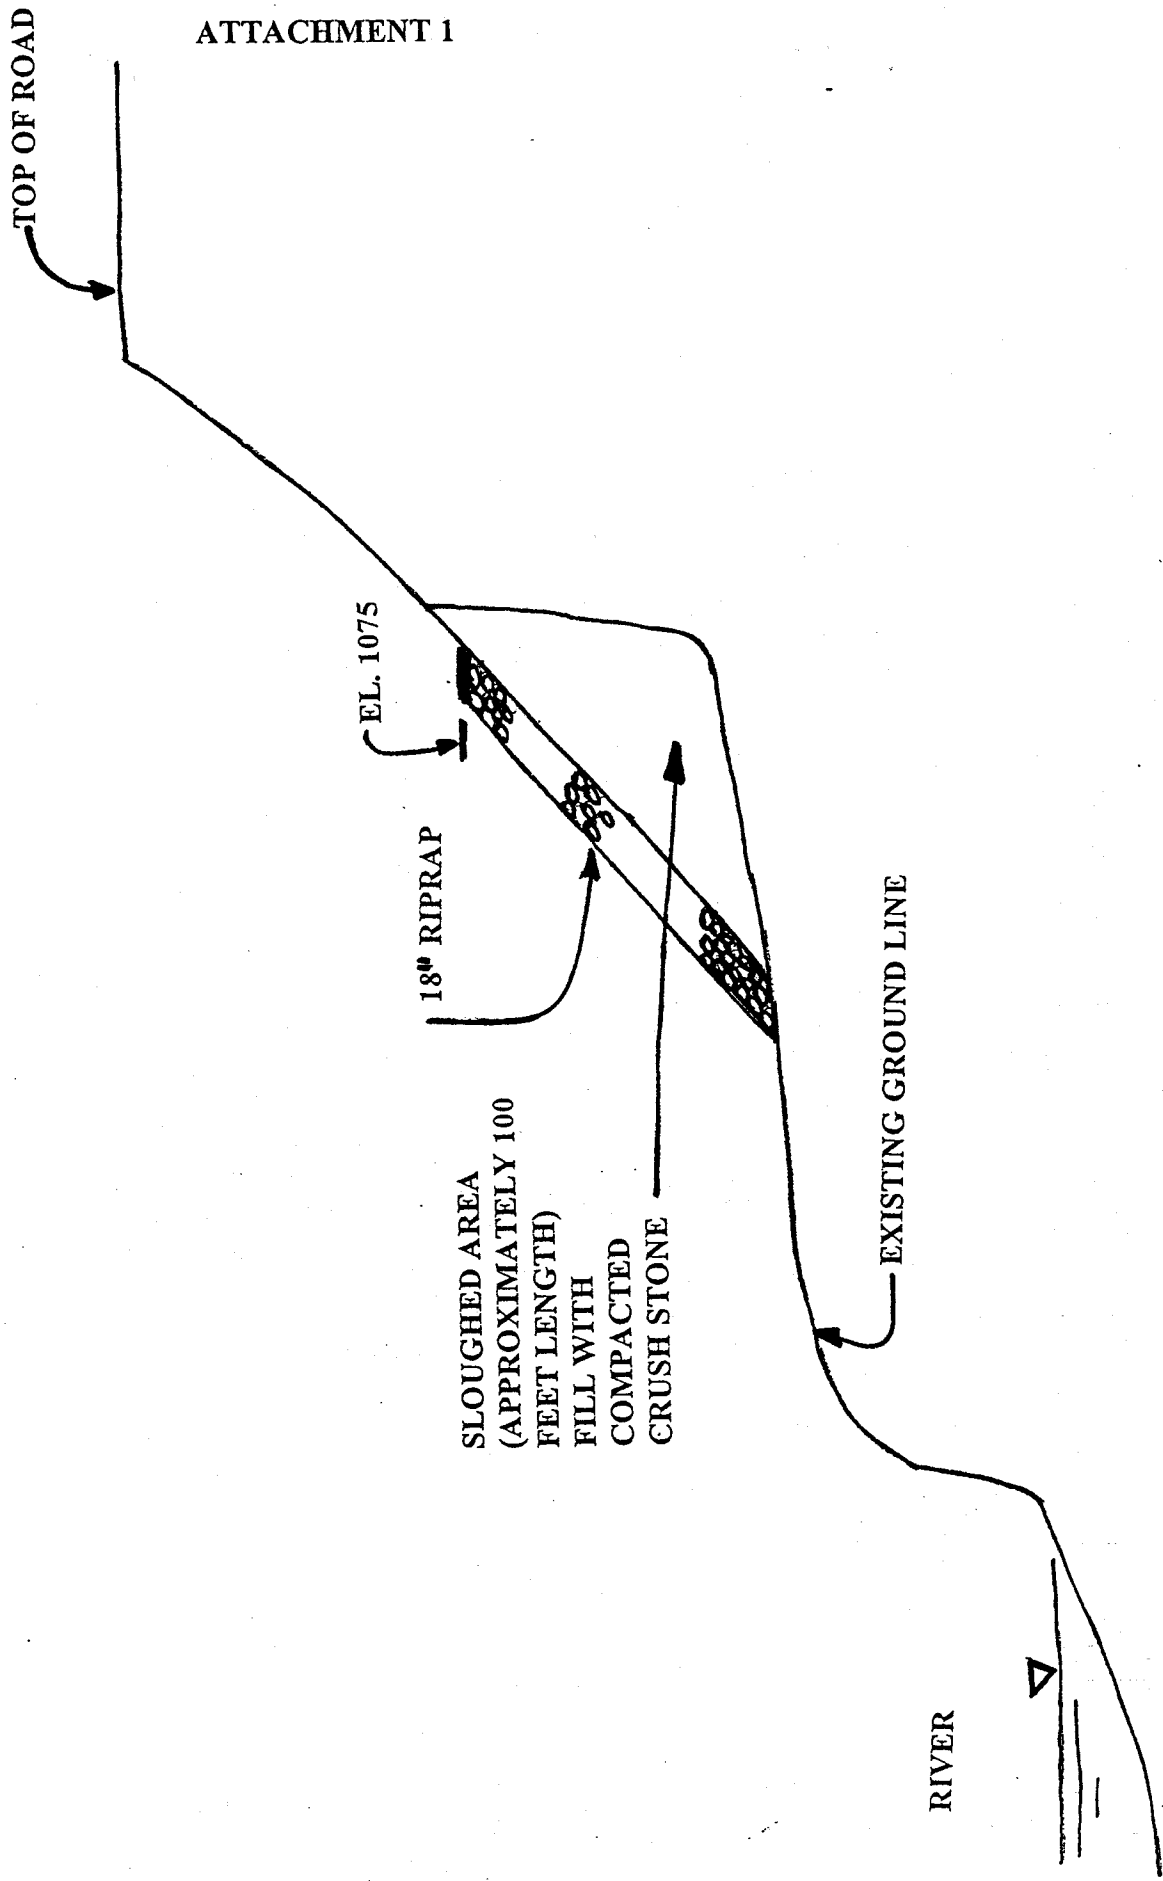 ATTACHMENT 1
TOP OF ROAD
EL. 1075
18" RIPRAP
SLOUGHED AREA
(APPROXIMATELY 100
FEET LENGTH)
FILL WITH
COMPACTED
CRUSH STONE
EXISTING GROUND LINE
RIVER